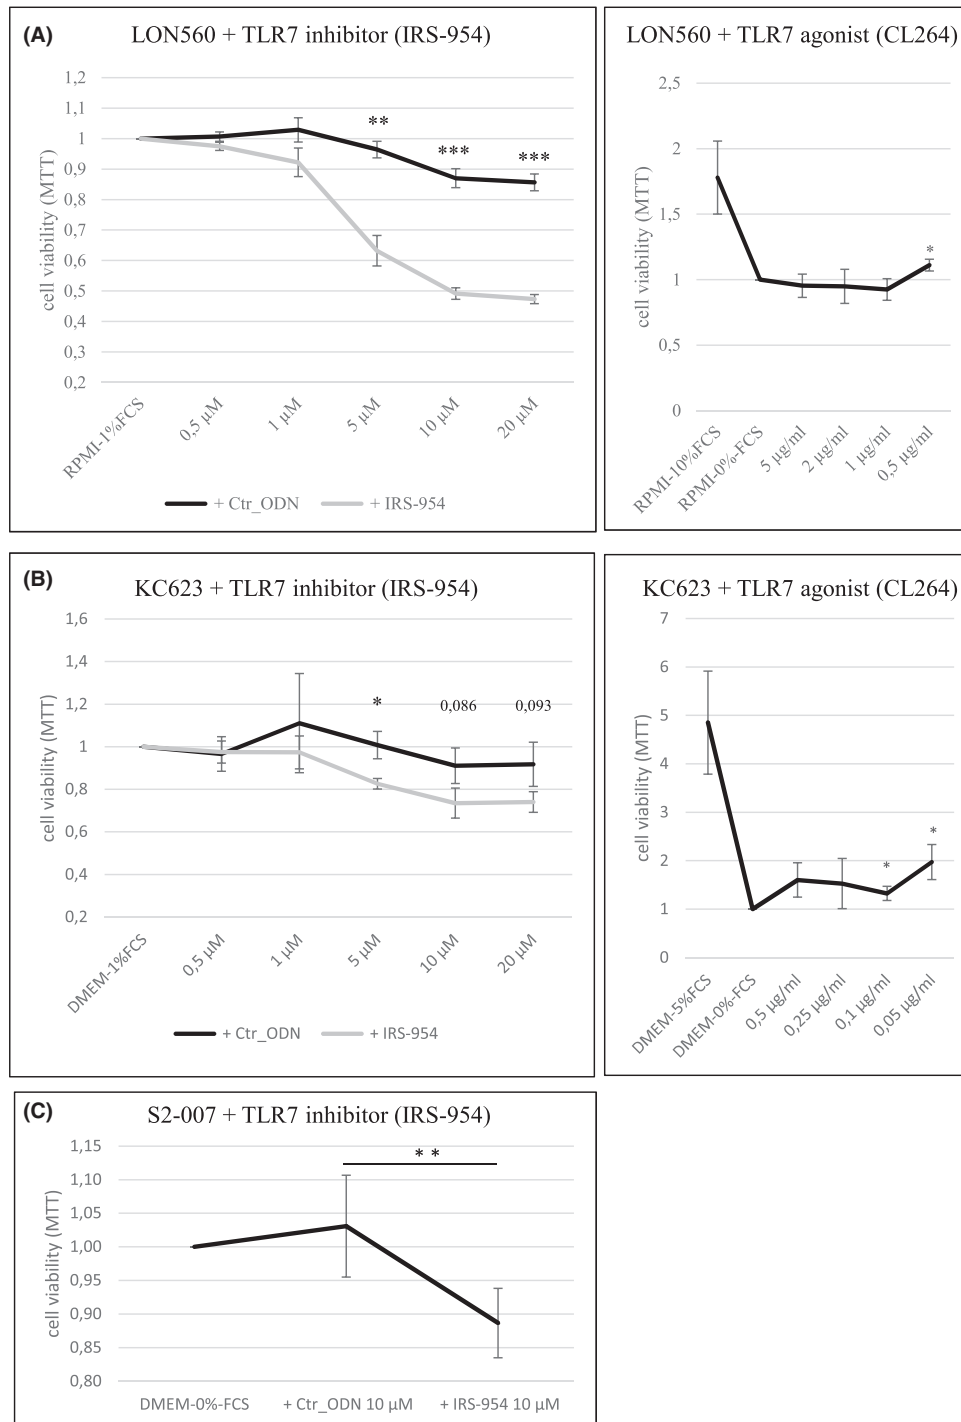 (A)
LON560 + TLR7 inhibitor (IRS-954)
1,2
1,1
1
0,9
0,8
0,7
0,6
0,5
0,4
0,3
0,2
cell viability (MTT)
**
***
***
RPMI-1%FCS
0,5 µM
1 µM
5 µM
10 µM
20 µM
+ Ctr_ODN
+ IRS-954
LON560 + TLR7 agonist (CL264)
2,5
2
1,5
1
0,5
0
cell viability (MTT)
*
RPMI-10%FCS
RPMI-0%-FCS
5 µg/ml
2 µg/ml
1 µg/ml
0,5 µg/ml
(B)
KC623 + TLR7 inhibitor (IRS-954)
1,6
1,4
1,2
1
0,8
0,6
0,4
0,2
cell viability (MTT)
*
0,086
0,093
DMEM-1%FCS
0,5 µM
1 µM
5 µM
10 µM
20 µM
+ Ctr_ODN
+ IRS-954
KC623 + TLR7 agonist (CL264)
7
6
5
4
3
2
1
0
cell viability (MTT)
*
*
DMEM-5%FCS
DMEM-0%-FCS
0,5 µg/ml
0,25 µg/ml
0,1 µg/ml
0,05 µg/ml
(C)
S2-007 + TLR7 inhibitor (IRS-954)
1,15
1,10
1,05
1,00
0,95
0,90
0,85
0,80
cell viability (MTT)
* *
DMEM-0%-FCS
+ Ctr_ODN 10 µM
+ IRS-954 10 µM